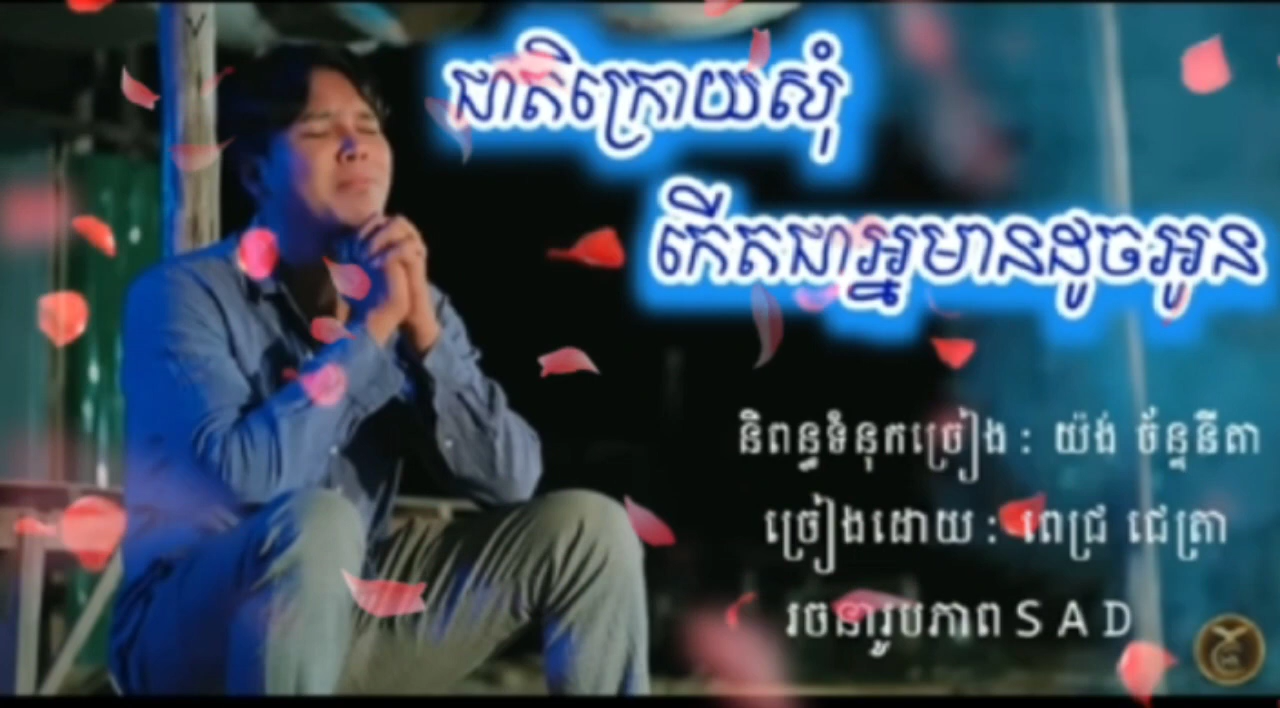 ជាតិក្រោយសុំ
កើតជាអ្នមានដូចអូន
និពន្ធទំនុកច្រៀង : យ៉ង់ ច័ន្ទនីតា
ច្រៀងដោយ : ពេជ្រ ជេត្រា
រចនារូបភាព S A D